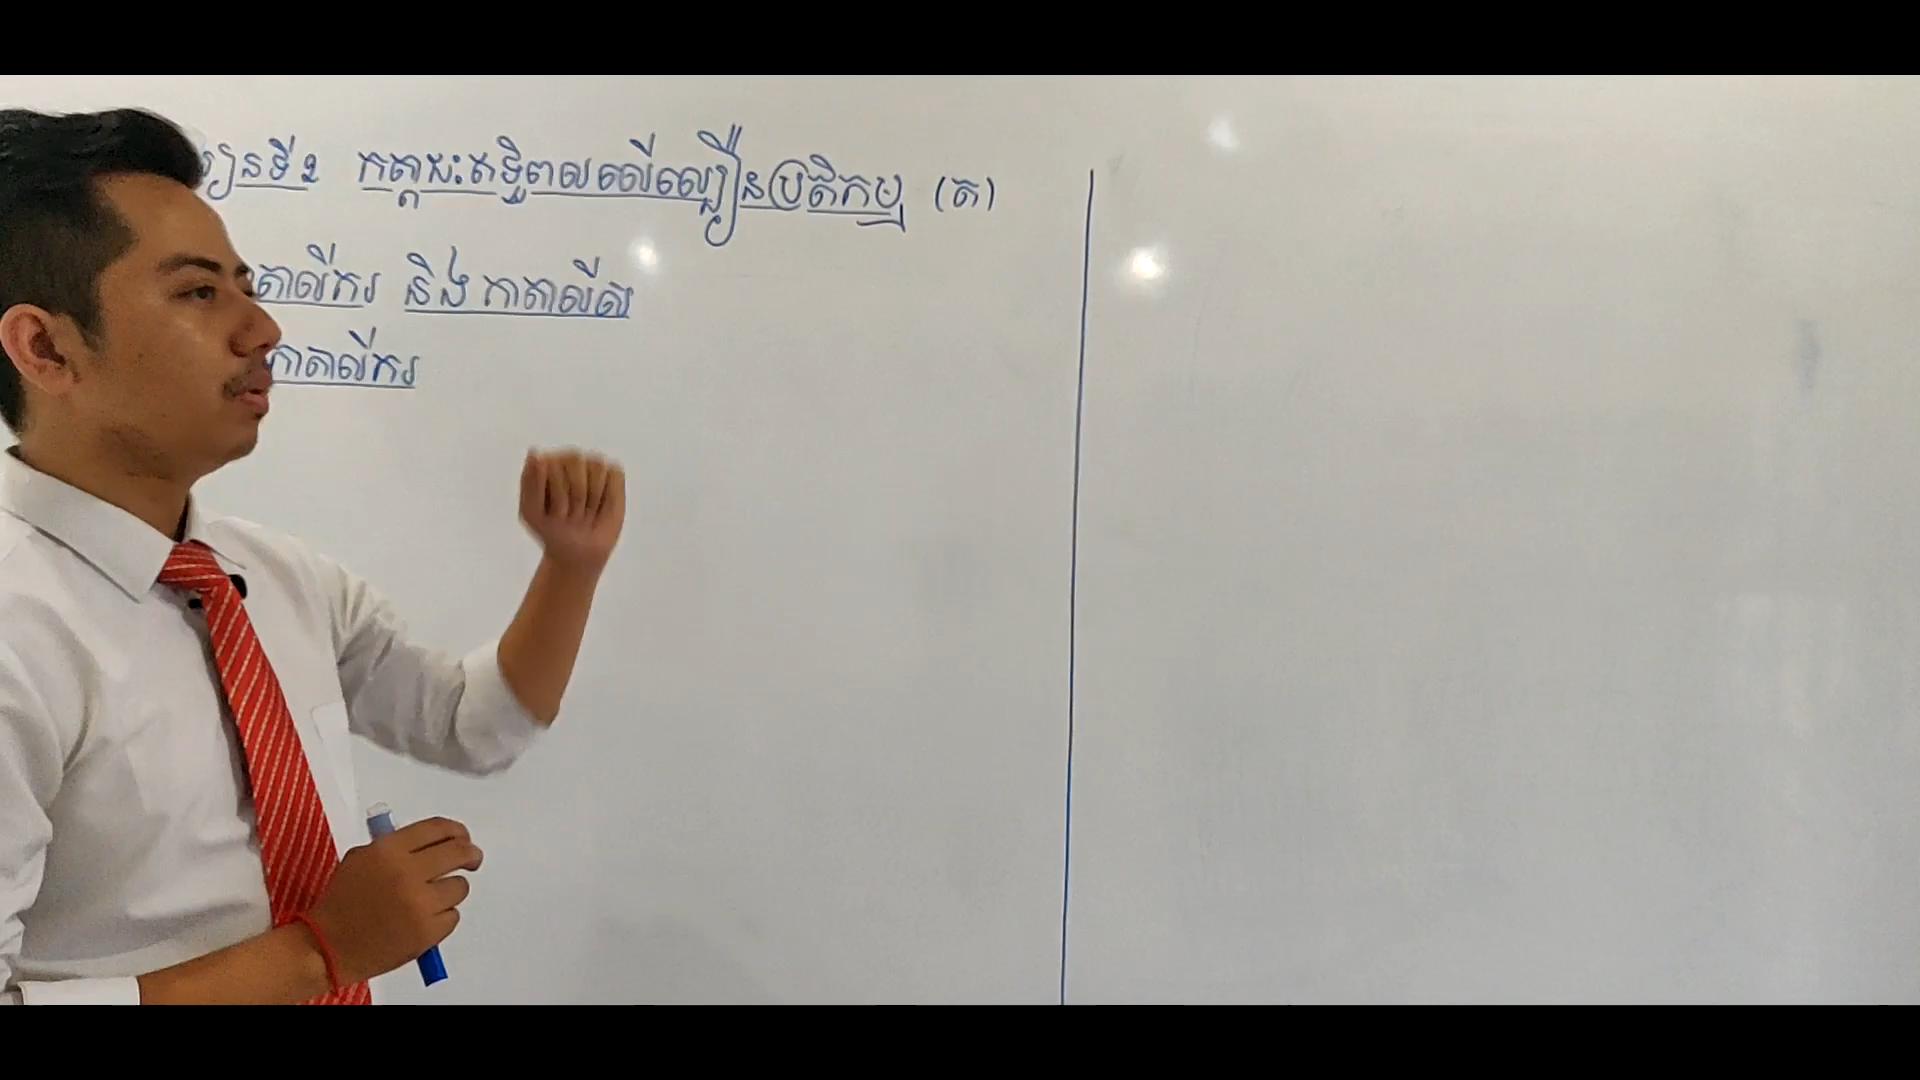 រៀនទី២ កត្តាជះឥទ្ធិពលលើល្បឿនប្រតិកម្ម (ត)
កាតាលីករ និង កាតាលីស
កាតាលីករ